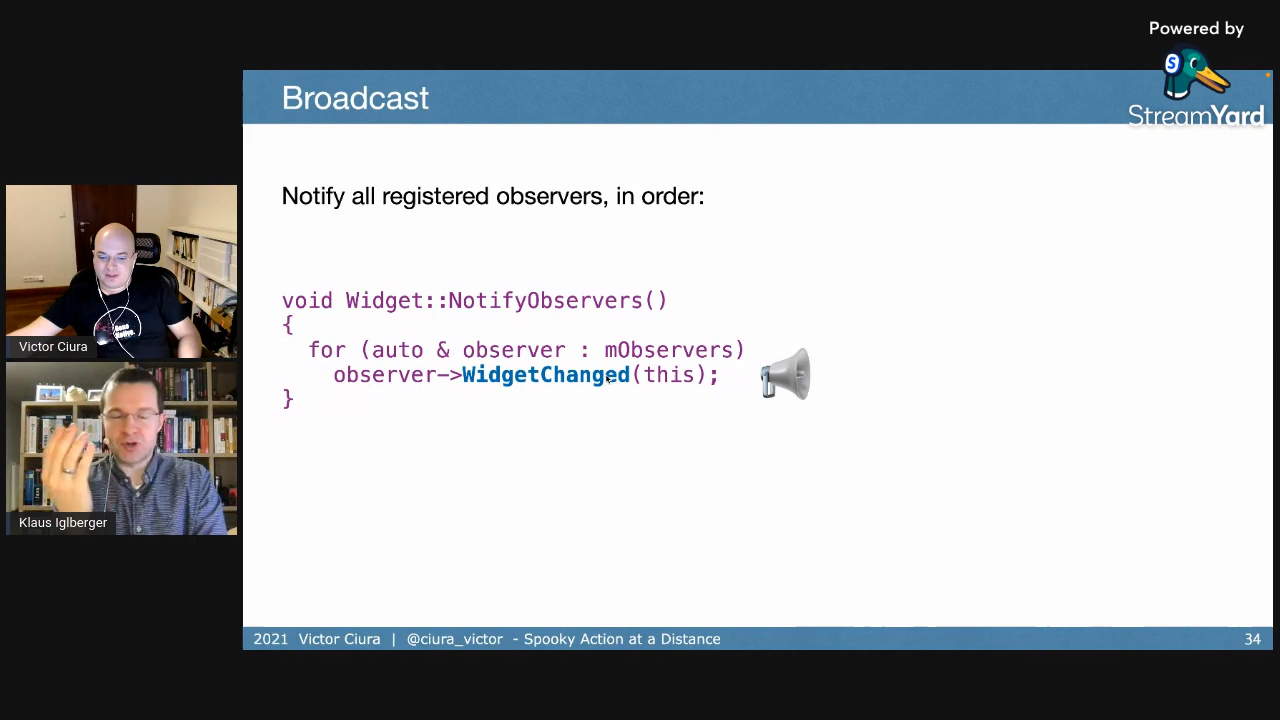 Powered by
S
StreamYard
Broadcast
Notify all registered observers, in order:
void Widget::NotifyObservers()
{
for (auto & observer : mObservers)
observer->WidgetChanged(this);
}
Victor Ciura
Klaus Iglberger
2021 Victor Ciura | @ciura_victor - Spooky Action at a Distance
34